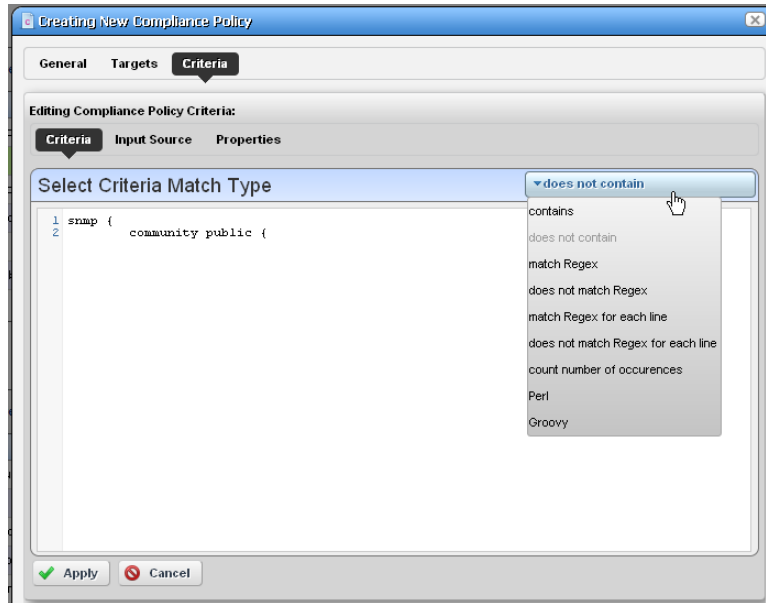 Creating New Compliance Policy
General Targets Criteria
Editing Compliance Policy Criteria:
Criteria Input Source Properties
Select Criteria Match Type
does not contain
1 snmp {
2 community public {
contains
does not contain
match Regex
does not match Regex
match Regex for each line
does not match Regex for each line
count number of occurences
Perl
Groovy
Apply Cancel